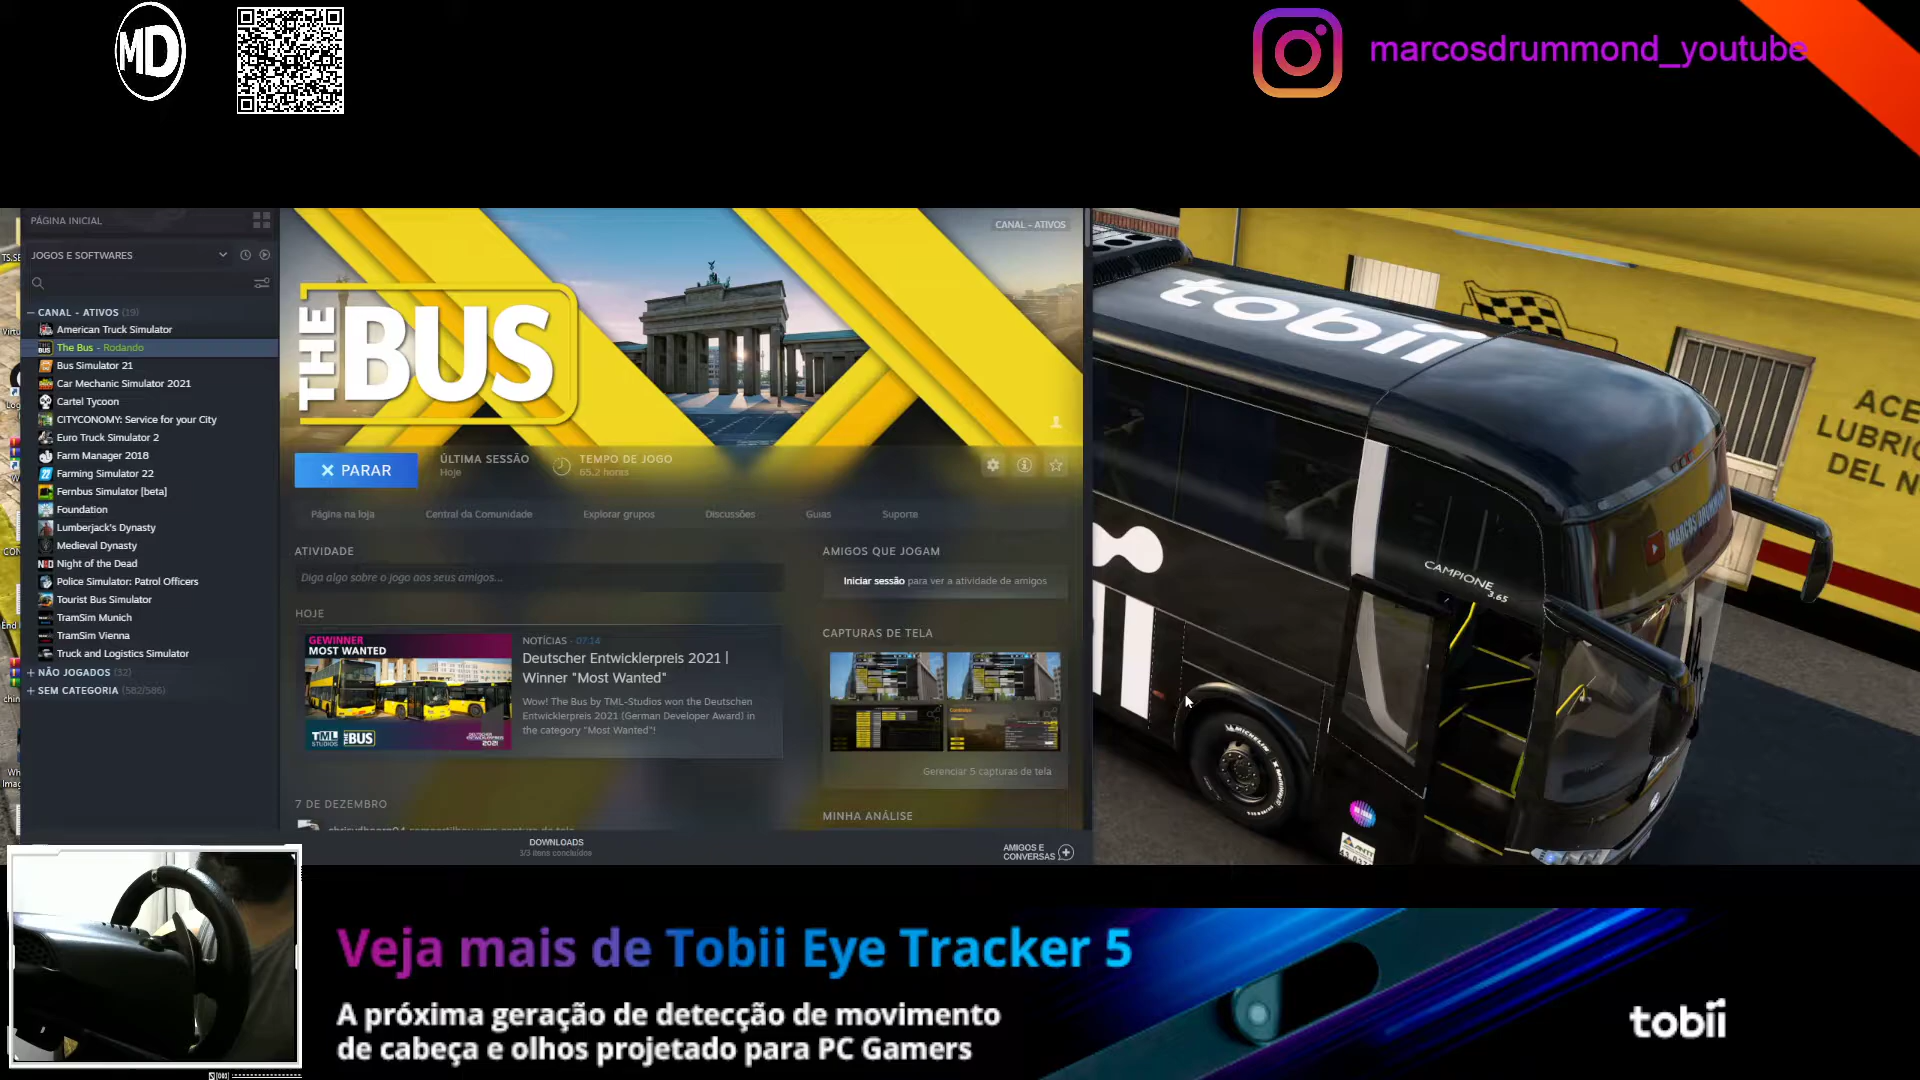 MD
marcosdrummond_youtube
PÁGINA INICIAL
JOGOS E SOFTWARES
CANAL - ATIVOS (19)
American Truck Simulator
The Bus - Rodando
Bus Simulator 21
Car Mechanic Simulator 2021
Cartel Tycoon
CITYCONOMY: Service for your City
Euro Truck Simulator 2
Farm Manager 2018
Farming Simulator 22
Fernbus Simulator [beta]
Foundation
Lumberjack's Dynasty
Medieval Dynasty
Night of the Dead
Police Simulator: Patrol Officers
Tourist Bus Simulator
TramSim Munich
TramSim Vienna
Truck and Logistics Simulator
NÃO JOGADOS (32)
SEM CATEGORIA (582/586)
CANAL - ATIVOS
THE BUS
PARAR
ÚLTIMA SESSÃO
Hoje
TEMPO DE JOGO
65.2 horas
Página na loja
Central da Comunidade
Explorar grupos
Discussões
Guias
Suporte
ATIVIDADE
Diga algo sobre o jogo aos seus amigos...
HOJE
GEWINNER
MOST WANTED
TML
STUDIOS
THE BUS
NOTÍCIAS - 07:14
Deutscher Entwicklerpreis 2021 |
Winner "Most Wanted"
Wow! The Bus by TML-Studios won the Deutschen
Entwicklerpreis 2021 (German Developer Award) in
the category "Most Wanted"!
7 DE DEZEMBRO
AMIGOS QUE JOGAM
Iniciar sessão para ver a atividade de amigos
CAPTURAS DE TELA
Gerenciar 5 capturas de tela
MINHA ANÁLISE
DOWNLOADS
3/3 itens concluídos
AMIGOS E
CONVERSAS
tobii
MARCOS DRUMMOND
CAMPIONE
3.65
MICHELIN
ACE
LUBRIC
DEL N
Veja mais de Tobii Eye Tracker 5
A próxima geração de detecção de movimento
de cabeça e olhos projetado para PC Gamers
tobii